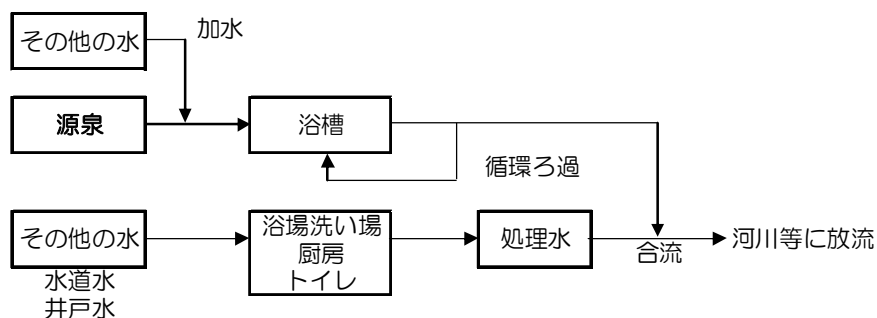 その他の水
加水
源泉
浴槽
循環ろ過
その他の水
水道水
井戸水
浴場洗い場
厨房
トイレ
処理水
合流
河川等に放流